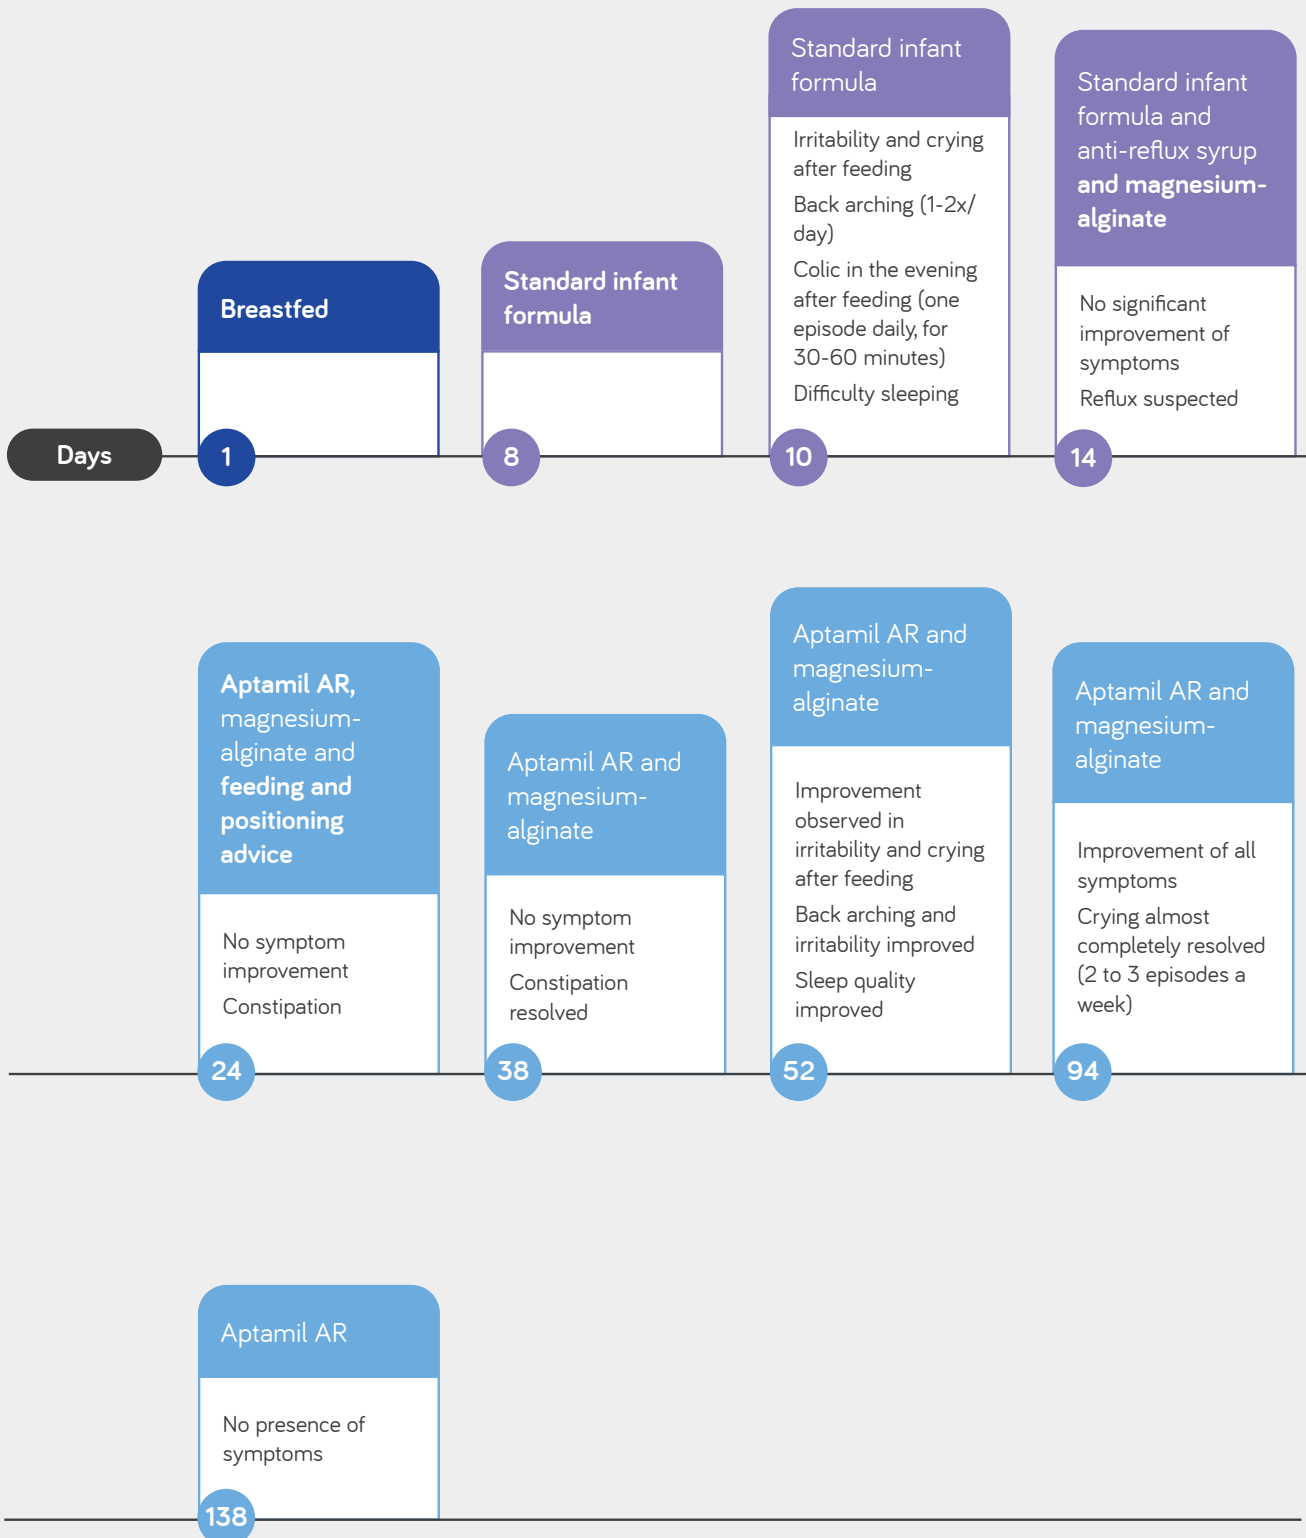 Days
Breastfed
1
Standard infant
formula
8
Standard infant
formula
Irritability and crying
after feeding
Back arching (1-2x/
day)
Colic in the evening
after feeding (one
episode daily, for
30-60 minutes)
Difficulty sleeping
10
Standard infant
formula and
anti-reflux syrup
and magnesium-
alginate
No significant
improvement of
symptoms
Reflux suspected
14
Aptamil AR,
magnesium-
alginate and
feeding and
positioning
advice
No symptom
improvement
Constipation
24
Aptamil AR and
magnesium-
alginate
No symptom
improvement
Constipation
resolved
38
Aptamil AR and
magnesium-
alginate
Improvement
observed in
irritability and crying
after feeding
Back arching and
irritability improved
Sleep quality
improved
52
Aptamil AR and
magnesium-
alginate
Improvement of all
symptoms
Crying almost
completely resolved
(2 to 3 episodes a
week)
94
Aptamil AR
No presence of
symptoms
138